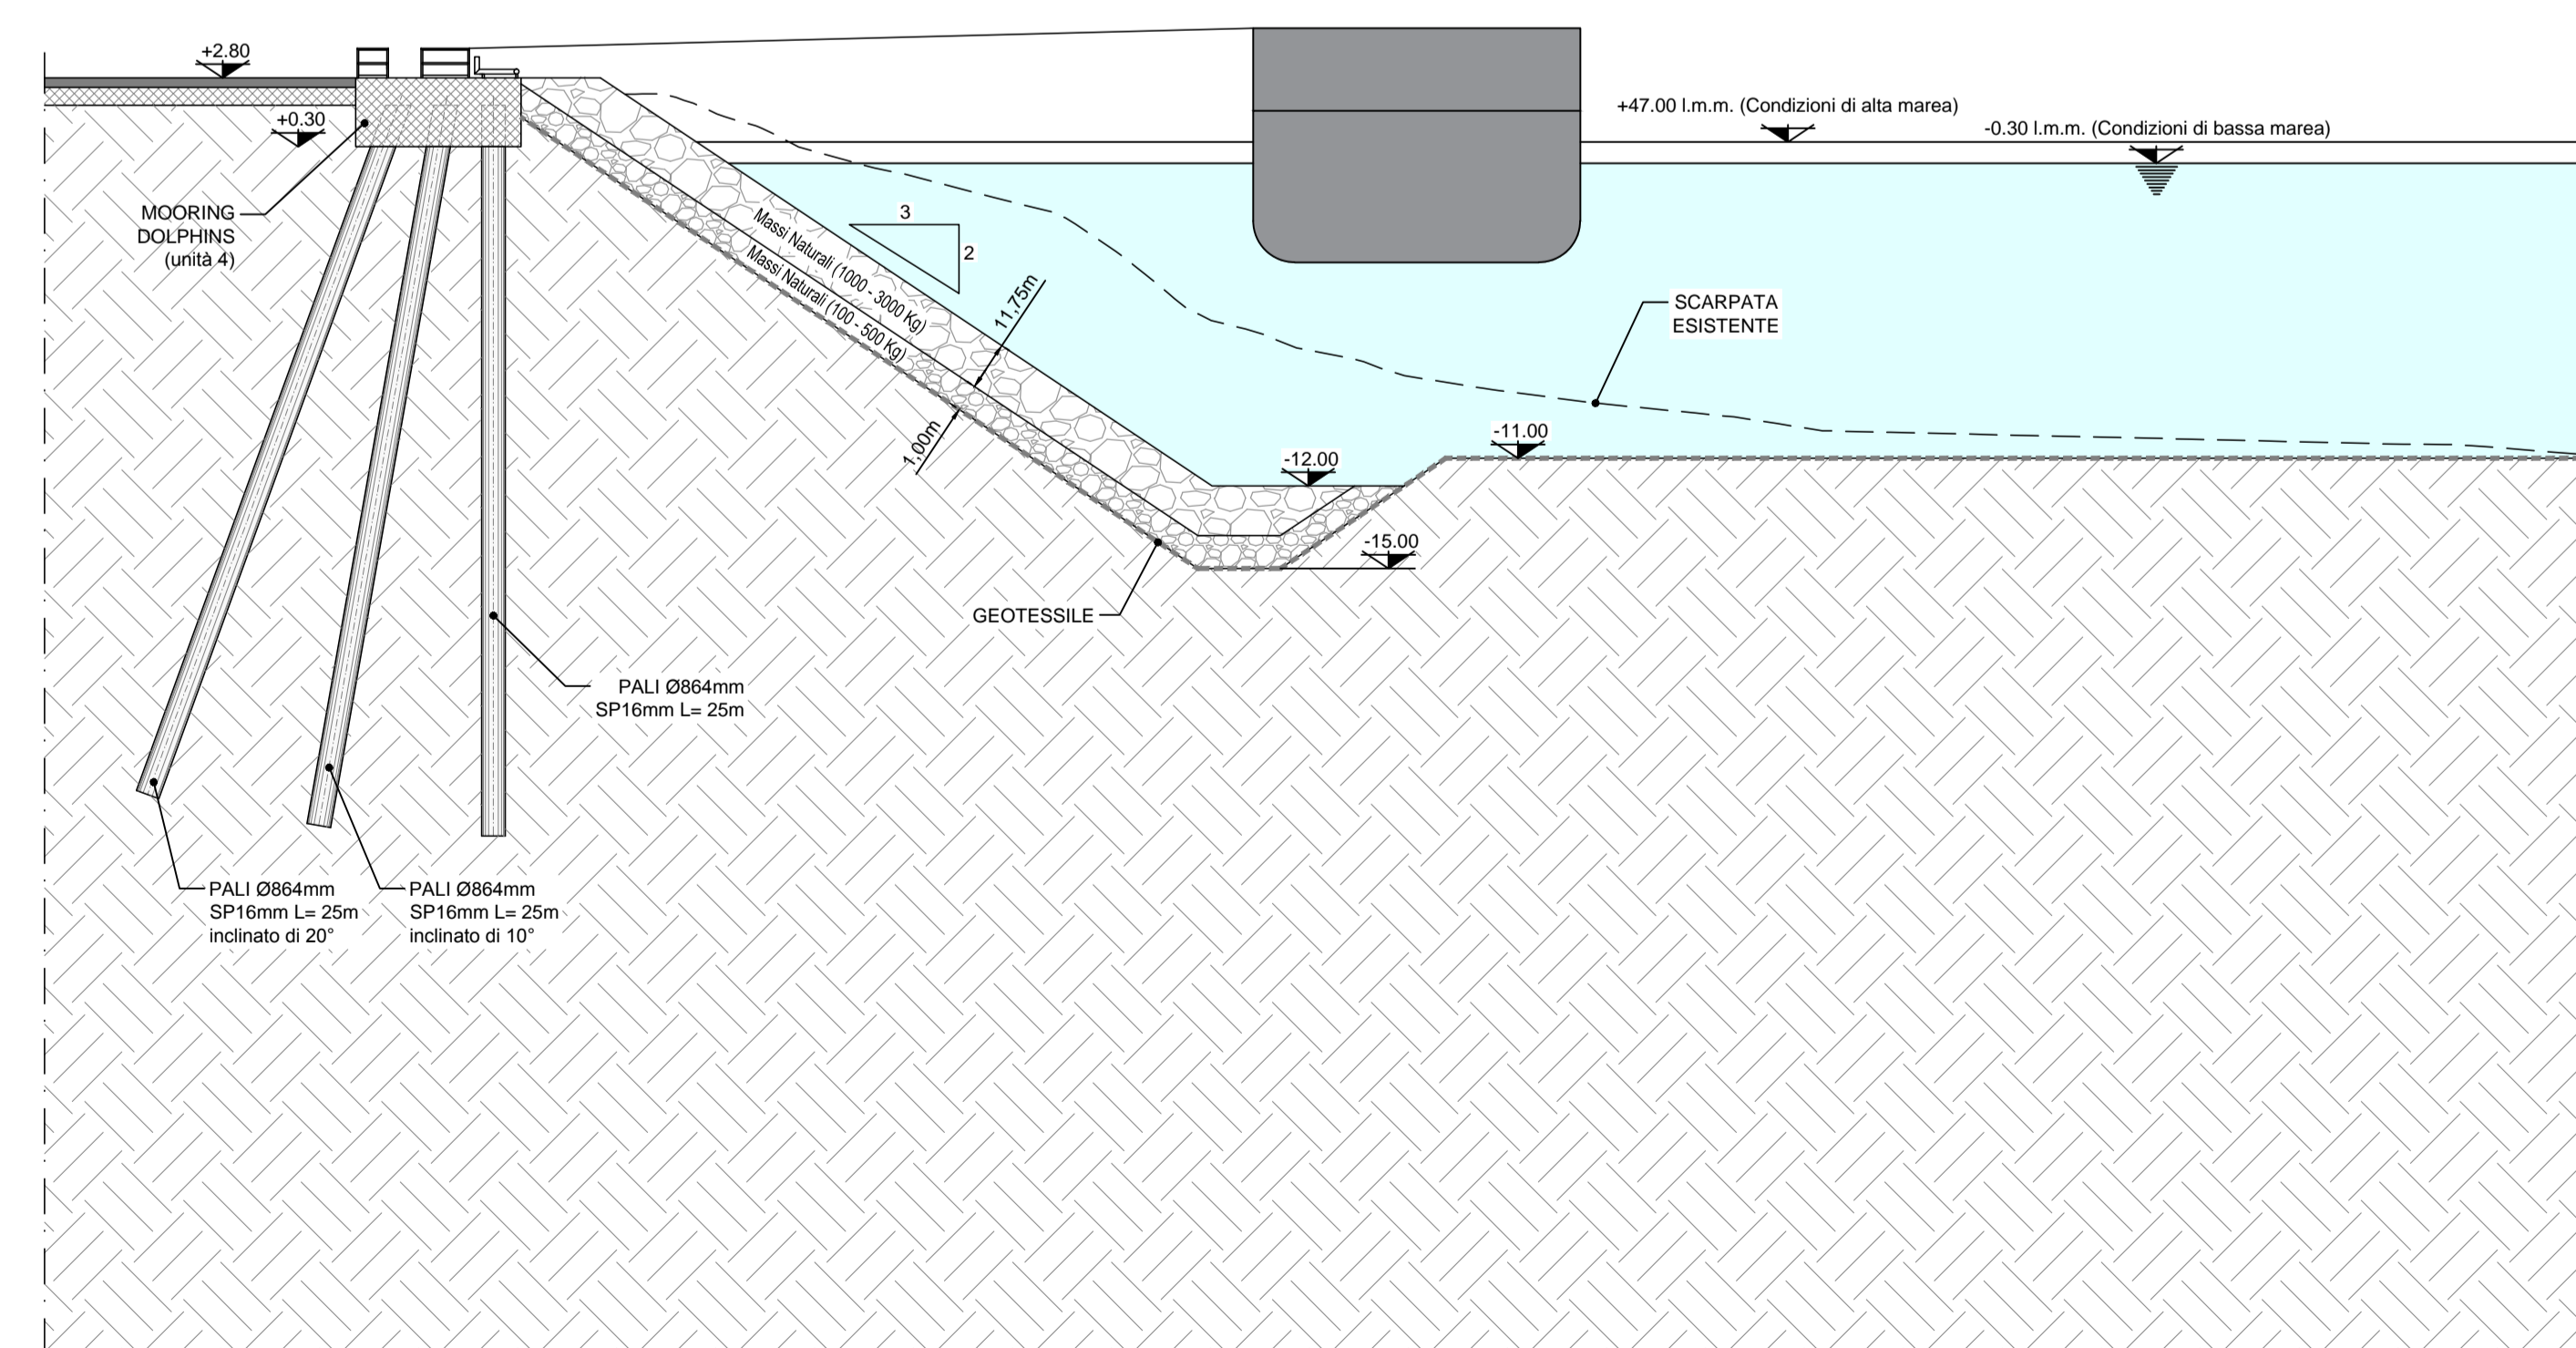 +2.80
+0.30
MOORING
DOLPHINS
(unità 4)
+47.00 l.m.m. (Condizioni di alta marea)
-0.30 l.m.m. (Condizioni di bassa marea)
3
2
Massi Naturali (1000 - 3000 Kg)
Massi Naturali (100 - 500 Kg)
11,75m
1,00m
SCARPATA
ESISTENTE
-11.00
-12.00
-15.00
GEOTESSILE
PALI Ø864mm
SP16mm L= 25m
PALI Ø864mm
SP16mm L= 25m
inclinato di 20°
PALI Ø864mm
SP16mm L= 25m
inclinato di 10°